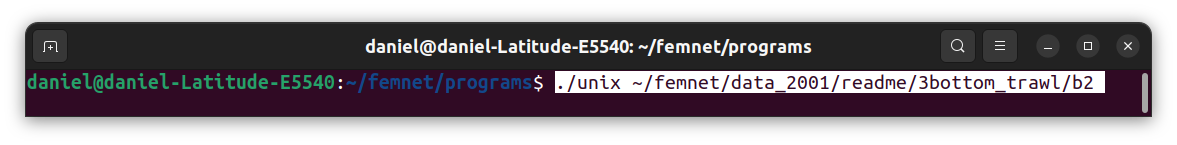 daniel@daniel-Latitude-E5540: ~/femnet/programs
daniel@daniel-Latitude-E5540:~/femnet/programs$ ./unix ~/femnet/data_2001/readme/3bottom_trawl/b2